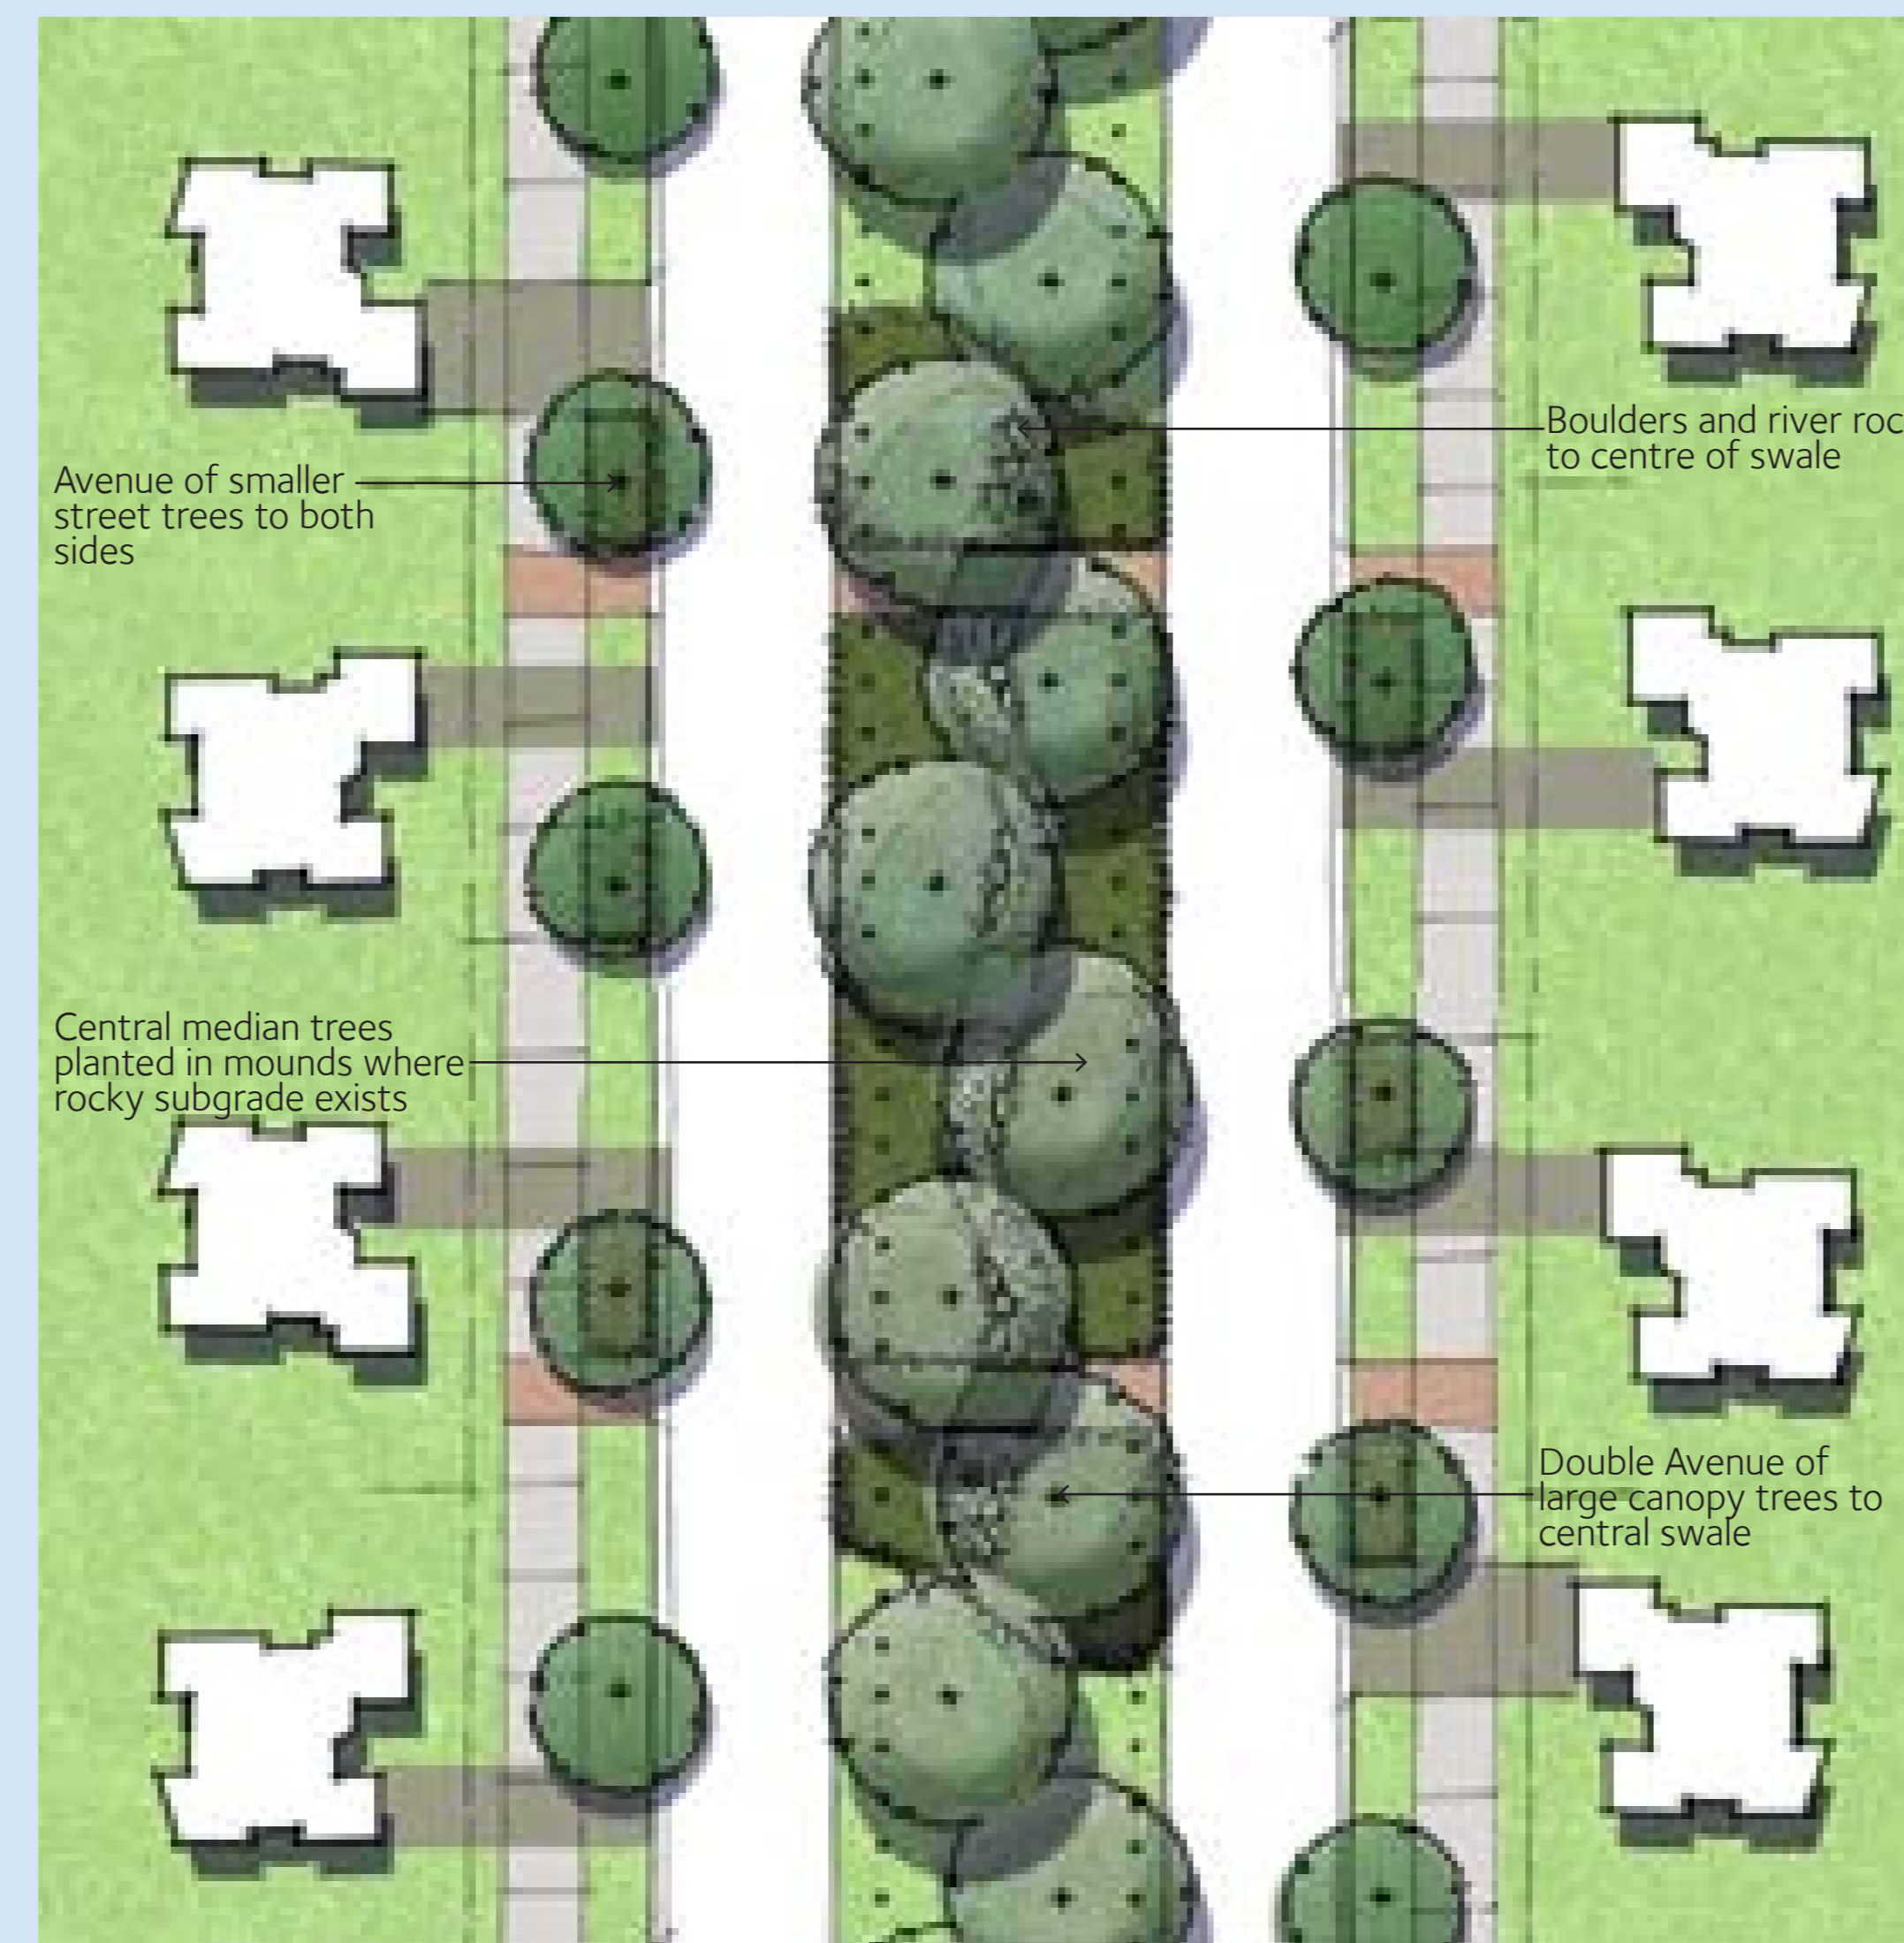 Boulders and river roc
to centre of swale
Avenue of smaller
street trees to both
sides
Central median trees
planted in mounds where
rocky subgrade exists
Double Avenue of
large canopy trees to
central swale